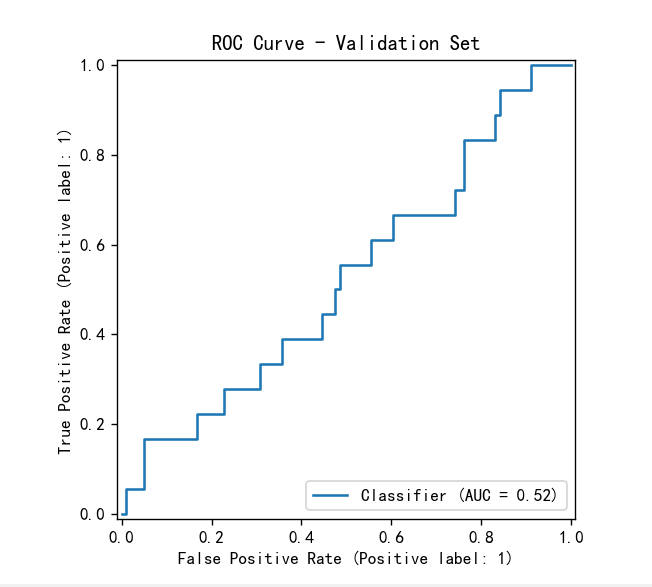 ROC Curve - Validation Set
1.0
0.8
0.6
0.4
0.2
0.0
True Positive Rate (Positive label: 1)
Classifier (AUC = 0.52)
0.0 0.2 0.4 0.6 0.8 1.0
False Positive Rate (Positive label: 1)